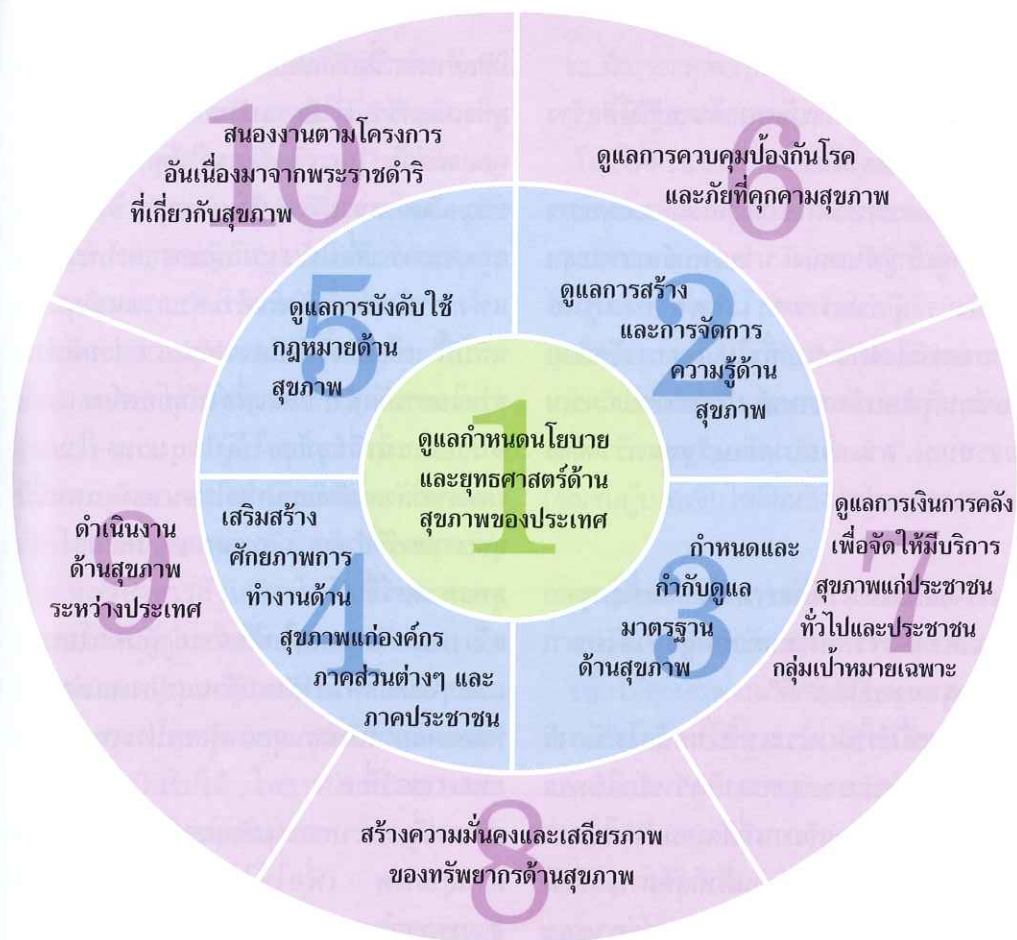 1
ดูแลกำหนดนโยบาย
และยุทธศาสตร์ด้าน
สุขภาพของประเทศ
2
ดูแลการสร้าง
และการจัดการ
ความรู้ด้าน
สุขภาพ
3
กำหนดและ
กำกับดูแล
มาตรฐาน
ด้านสุขภาพ
4
เสริมสร้าง
ศักยภาพการ
ทำงานด้าน
สุขภาพแก่องค์กร
ภาคส่วนต่างๆ และ
ภาคประชาชน
5
ดูแลการบังคับใช้
กฎหมายด้าน
สุขภาพ
6
ดูแลการควบคุมป้องกันโรค
และภัยที่คุกคามสุขภาพ
7
ดูแลการเงินการคลัง
เพื่อจัดให้มีบริการ
สุขภาพแก่ประชาชน
ทั่วไปและประชาชน
กลุ่มเป้าหมายเฉพาะ
8
สร้างความมั่นคงและเสถียรภาพ
ของทรัพยากรด้านสุขภาพ
9
ดำเนินงาน
ด้านสุขภาพ
ระหว่างประเทศ
10
สนองงานตามโครงการ
อันเนื่องมาจากพระราชดำริ
ที่เกี่ยวกับสุขภาพ